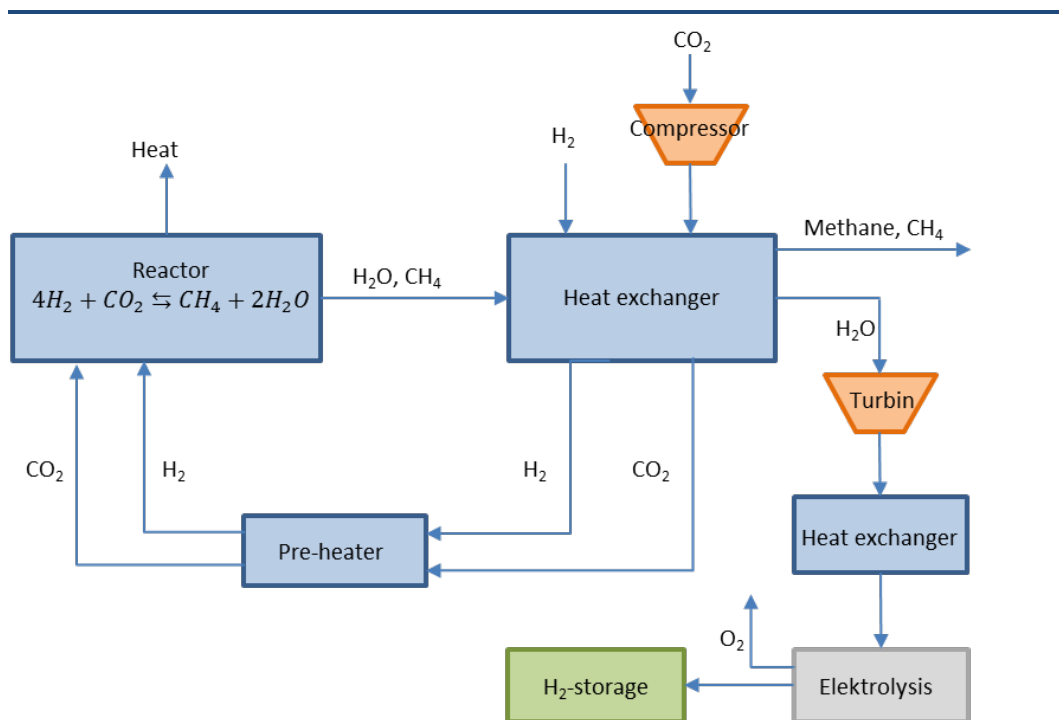 CO₂
Compressor
H₂
Heat
Methane, CH₄
Reactor
4H₂ + CO₂ ⇆ CH₄ + 2H₂O
H₂O, CH₄
Heat exchanger
H₂O
Turbin
CO₂
H₂
H₂
CO₂
Pre-heater
Heat exchanger
O₂
H₂-storage
Elektrolysis